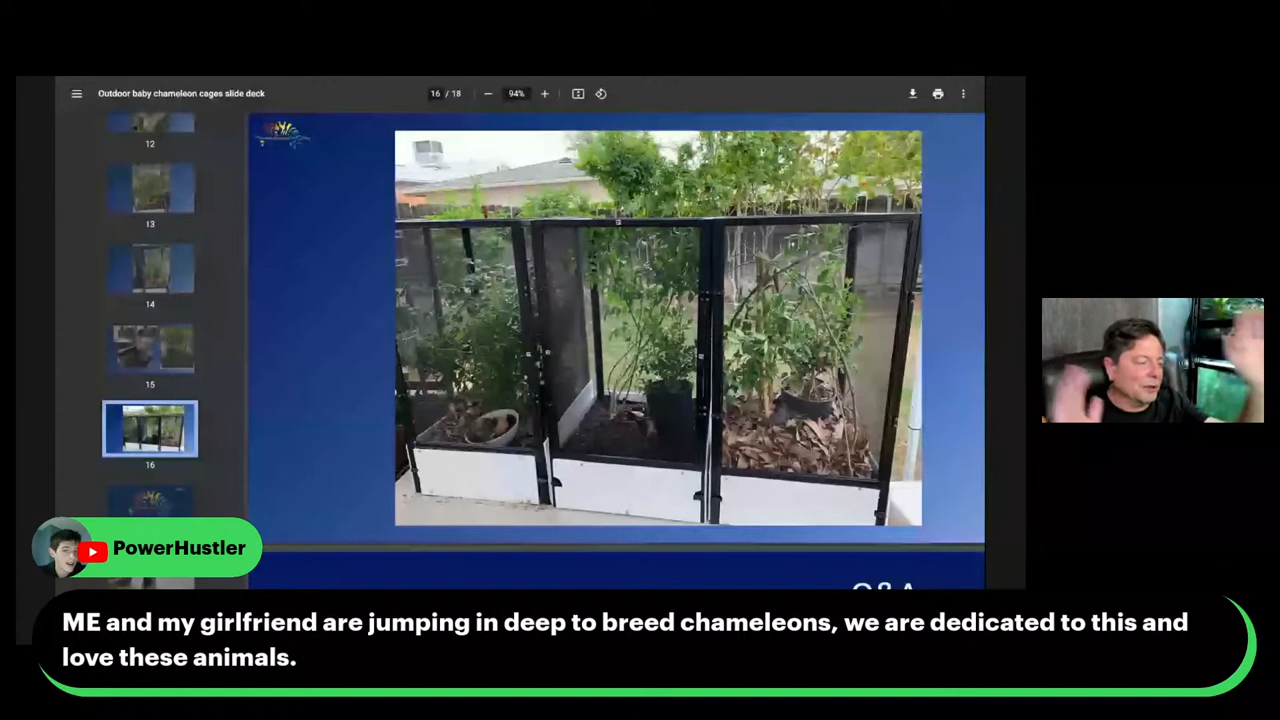 Outdoor baby chameleon cages slide deck
16 / 18
94%
12
13
14
15
16
Q&A
PowerHustler
ME and my girlfriend are jumping in deep to breed chameleons, we are dedicated to this and
love these animals.